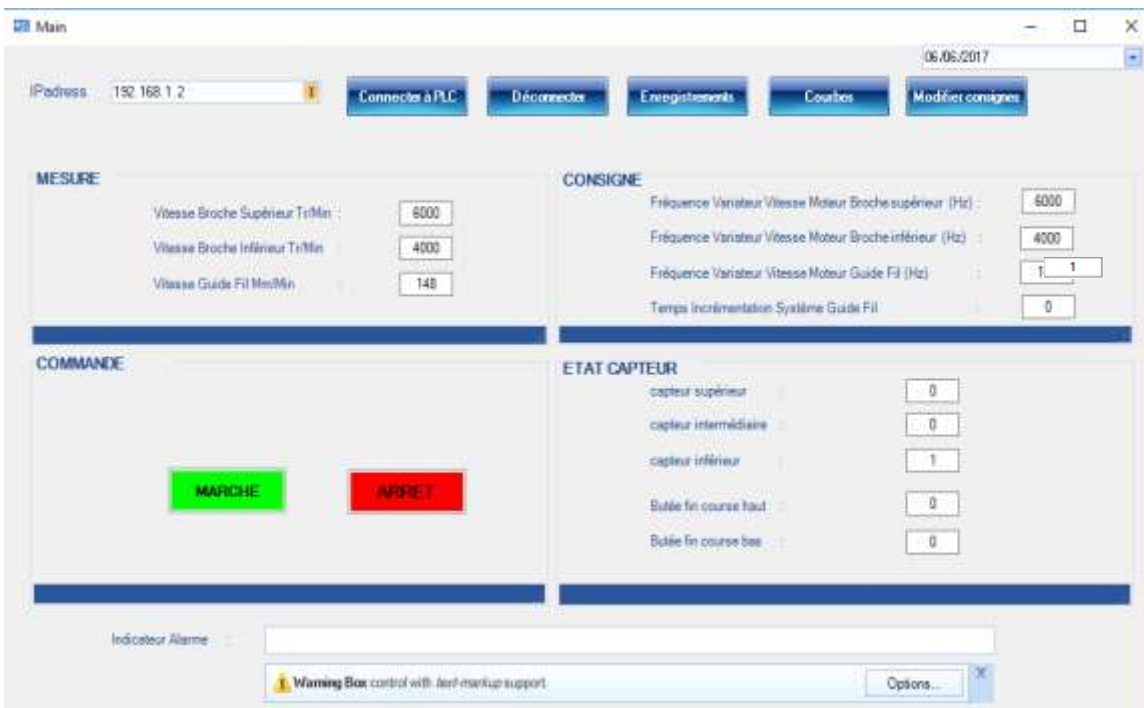 Main
06/06/2017
IPadress 192.168.1.2
Connecter à PLC Déconnecter Enregistrements Courbes Modifier consignes
MESURE
Vitesse Broche Supérieur Tr/Min : 6000
Vitesse Broche Inférieur Tr/Min : 4000
Vitesse Guide Fil Mm/Min : 148
CONSIGNE
Fréquence Variateur Vitesse Moteur Broche supérieur (Hz) : 6000
Fréquence Variateur Vitesse Moteur Broche inférieur (Hz) : 4000
Fréquence Variateur Vitesse Moteur Guide Fil (Hz) : 1 1
Temps Incrémentation Système Guide Fil : 0
COMMANDE
MARCHE ARRET
ETAT CAPTEUR
capteur supérieur : 0
capteur intermédiaire : 0
capteur inférieur : 1
Butée fin course haut : 0
Butée fin course bas : 0
Indicateur Alarme :
Warning Box control with text-markup support.
Options...